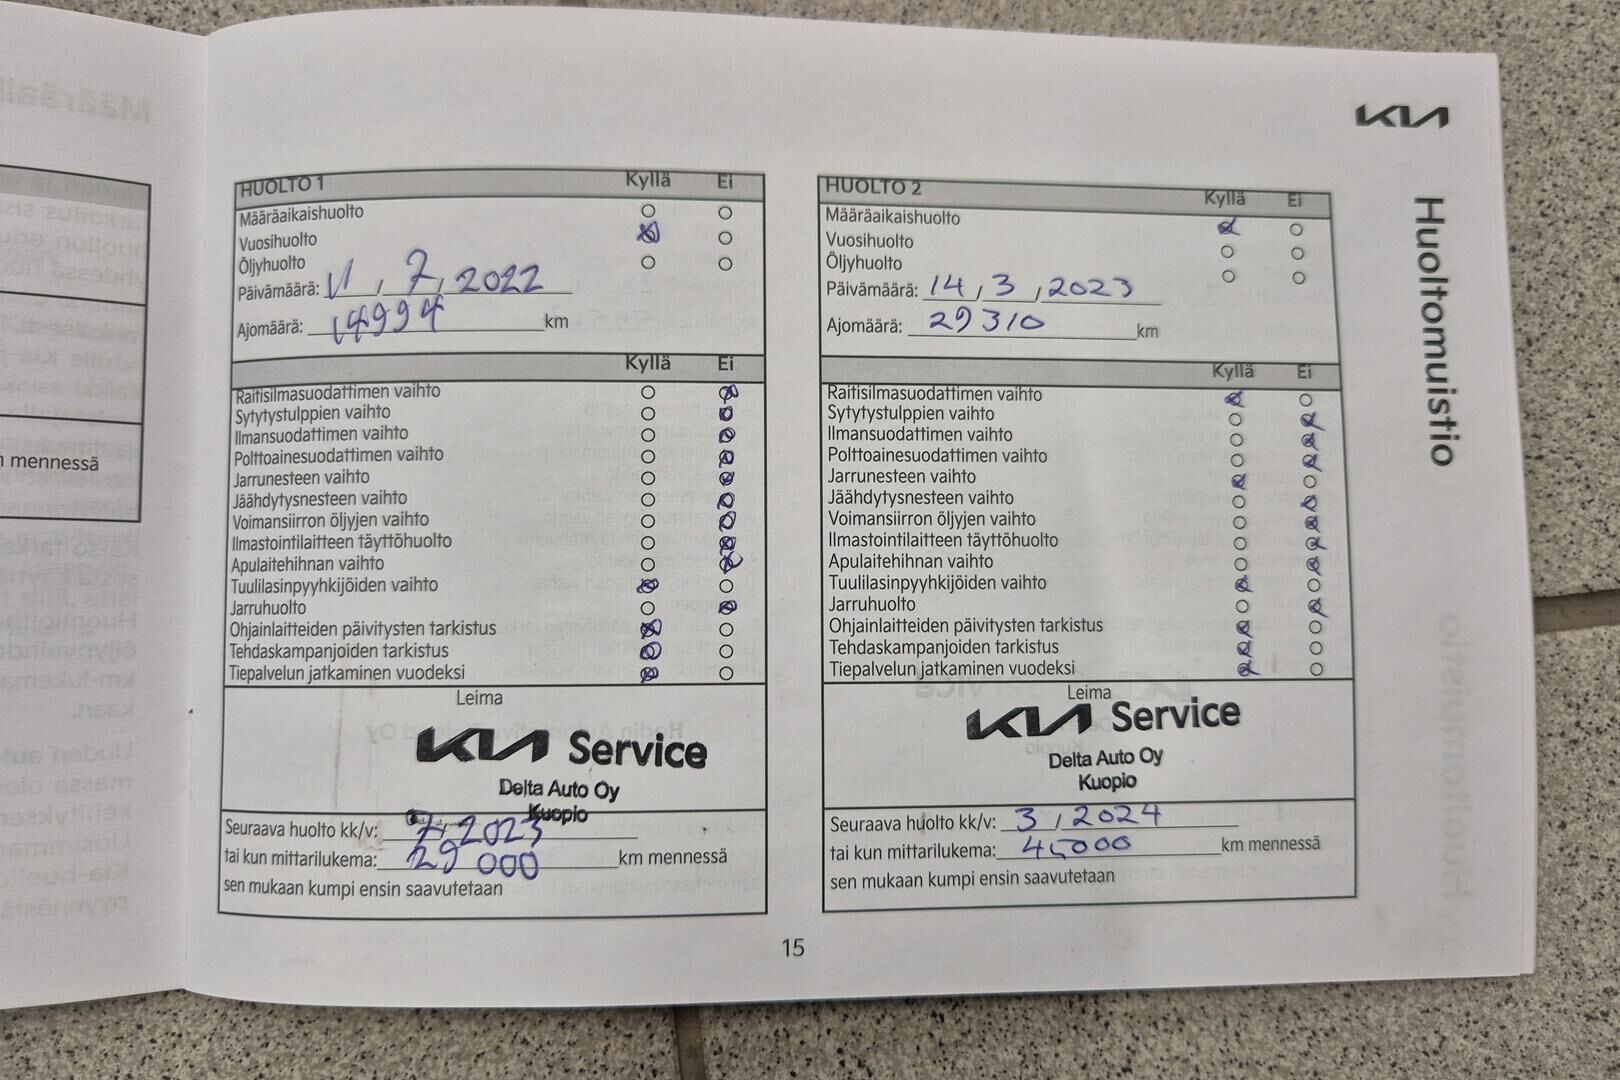 n mennessä
KIA
Huoltomuistio
HUOLTO 1 Kyllä Ei
Määräaikaishuolto
Vuosihuolto
Öljyhuolto
Päivämäärä: 11, 7, 2022
Ajomäärä: 14994 km
Kyllä Ei
Raitisilmasuodattimen vaihto
Sytytystulppien vaihto
Ilmansuodattimen vaihto
Polttoainesuodattimen vaihto
Jarrunesteen vaihto
Jäähdytysnesteen vaihto
Voimansiirron öljyjen vaihto
Ilmastointilaitteen täyttöhuolto
Apulaitehihnan vaihto
Tuulilasinpyyhkijöiden vaihto
Jarruhuolto
Ohjainlaitteiden päivitysten tarkistus
Tehdaskampanjoiden tarkistus
Tiepalvelun jatkaminen vuodeksi
Leima
KIA Service
Delta Auto Oy
Kuopio
Seuraava huolto kk/v: 7, 2023
tai kun mittarilukema: 29 000 km mennessä
sen mukaan kumpi ensin saavutetaan
HUOLTO 2 Kyllä Ei
Määräaikaishuolto
Vuosihuolto
Öljyhuolto
Päivämäärä: 14, 3, 2023
Ajomäärä: 29310 km
Kyllä Ei
Raitisilmasuodattimen vaihto
Sytytystulppien vaihto
Ilmansuodattimen vaihto
Polttoainesuodattimen vaihto
Jarrunesteen vaihto
Jäähdytysnesteen vaihto
Voimansiirron öljyjen vaihto
Ilmastointilaitteen täyttöhuolto
Apulaitehihnan vaihto
Tuulilasinpyyhkijöiden vaihto
Jarruhuolto
Ohjainlaitteiden päivitysten tarkistus
Tehdaskampanjoiden tarkistus
Tiepalvelun jatkaminen vuodeksi
Leima
KIA Service
Delta Auto Oy
Kuopio
Seuraava huolto kk/v: 3, 2024
tai kun mittarilukema: 45000 km mennessä
sen mukaan kumpi ensin saavutetaan
15